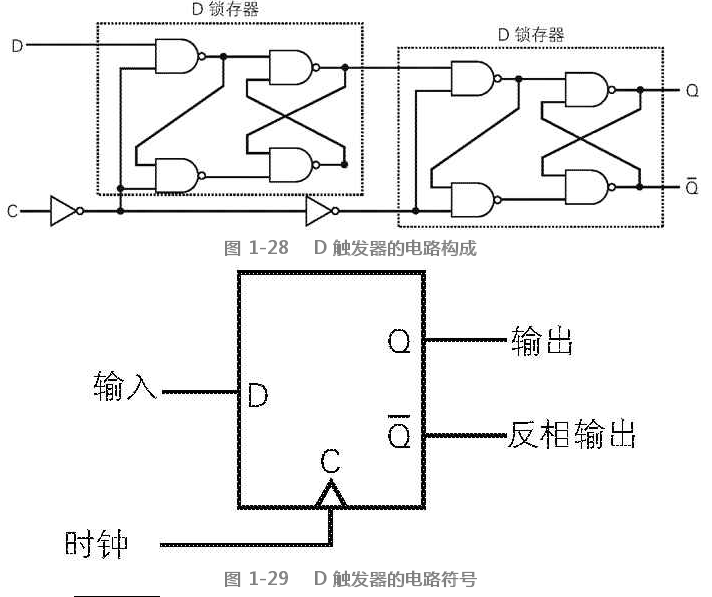 D 锁存器
D 锁存器
D
Q
Q̅
C
图 1-28 D 触发器的电路构成
Q
输出
输入
D
Q̅
反相输出
C
时钟
图 1-29 D 触发器的电路符号